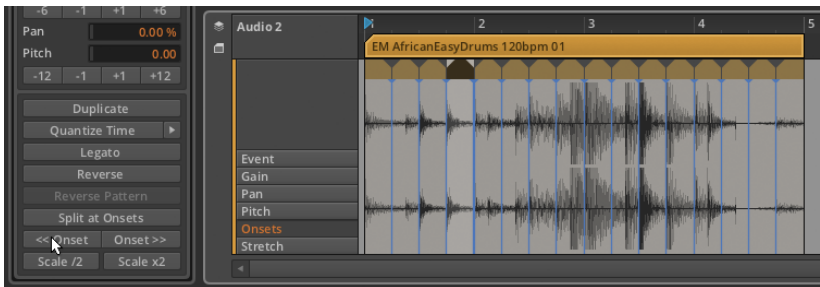 -6 -1 +1 +6
Pan 0.00 %
Pitch 0.00
-12 -1 +1 +12
Duplicate
Quantize Time
Legato
Reverse
Reverse Pattern
Split at Onsets
<< Onset Onset >>
Scale /2 Scale x2
Audio 2
1 2 3 4 5
EM AfricanEasyDrums 120bpm 01
Event
Gain
Pan
Pitch
Onsets
Stretch